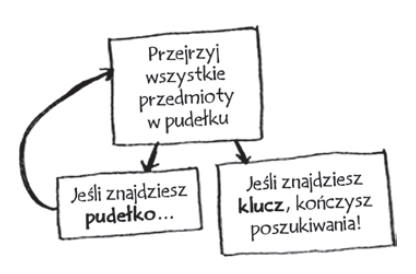 Przejrzyj
wszystkie
przedmioty
w pudełku
Jeśli znajdziesz
pudełko...
Jeśli znajdziesz
klucz, kończysz
poszukiwania!